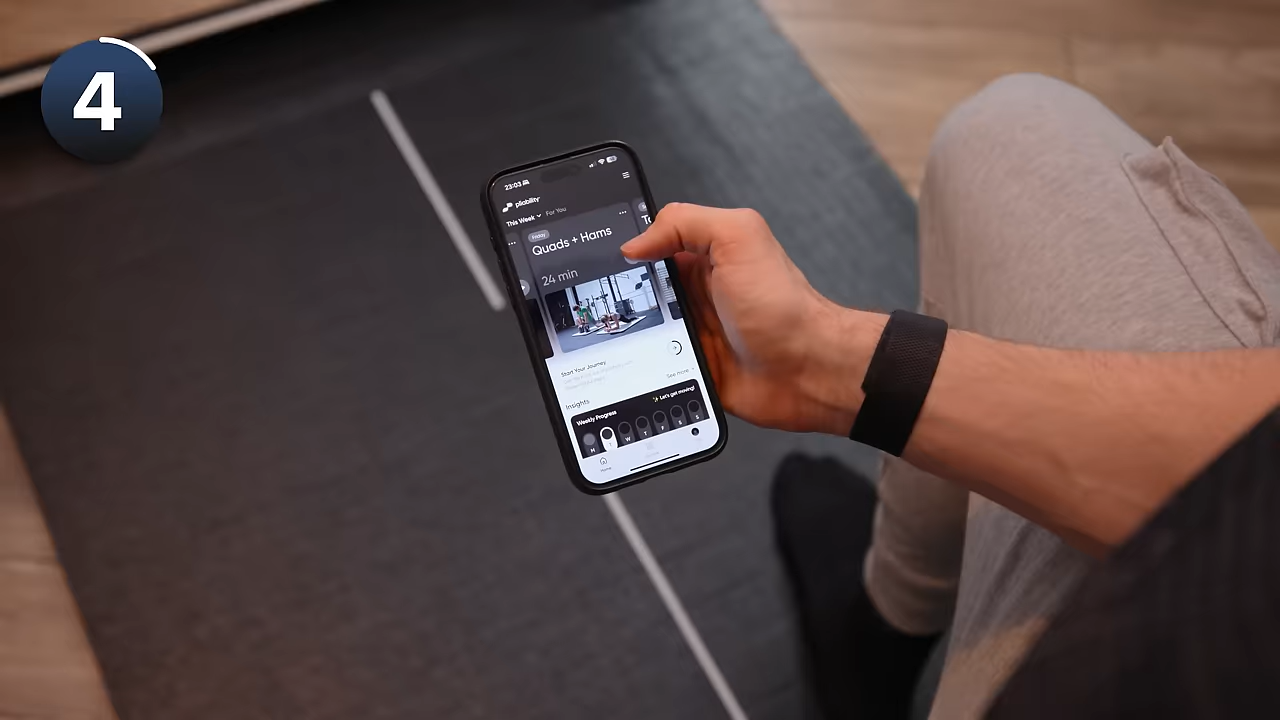 4
23:03
pliability
This Week
For You
Friday
Quads + Hams
To
24 min
Start Your Journey
See more
Insights
Let's get moving!
Weekly Progress
M T W T F S S
Home